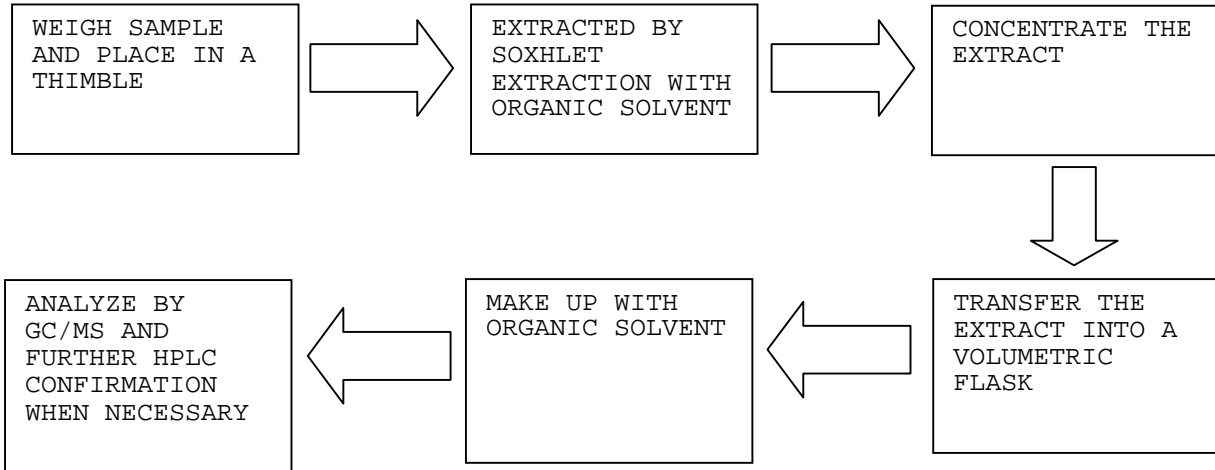 WEIGH SAMPLE
AND PLACE IN A
THIMBLE
EXTRACTED BY
SOXHLET
EXTRACTION WITH
ORGANIC SOLVENT
CONCENTRATE THE
EXTRACT
TRANSFER THE
EXTRACT INTO A
VOLUMETRIC
FLASK
MAKE UP WITH
ORGANIC SOLVENT
ANALYZE BY
GC/MS AND
FURTHER HPLC
CONFIRMATION
WHEN NECESSARY